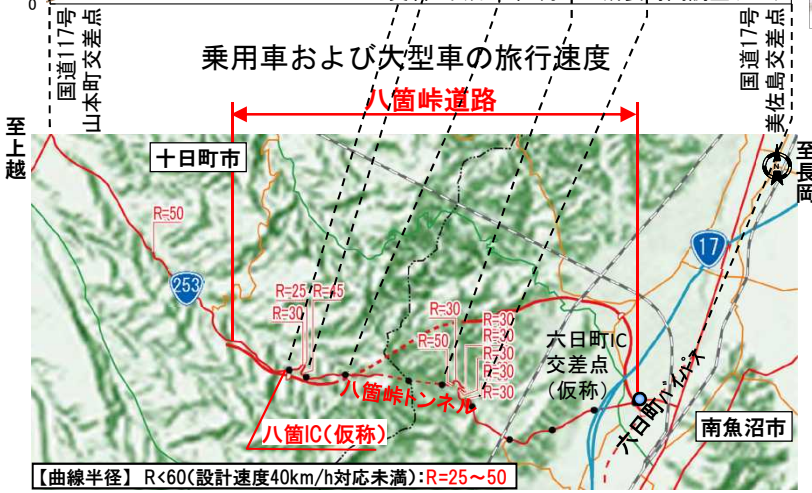 0
国道117号
山本町交差点
国道17号
美佐島交差点
乗用車および大型車の旅行速度
八箇峠道路
至上越
至長岡
十日町市
R=50
17
253
R=25
R=45
R=30
R=30
R=50
R=30
R=30
R=30
R=30
R=30
六日町IC
交差点
(仮称)
八箇峠トンネル
六日町バイパス
八箇IC(仮称)
南魚沼市
【曲線半径】 R<60(設計速度40km/h対応未満):R=25~50